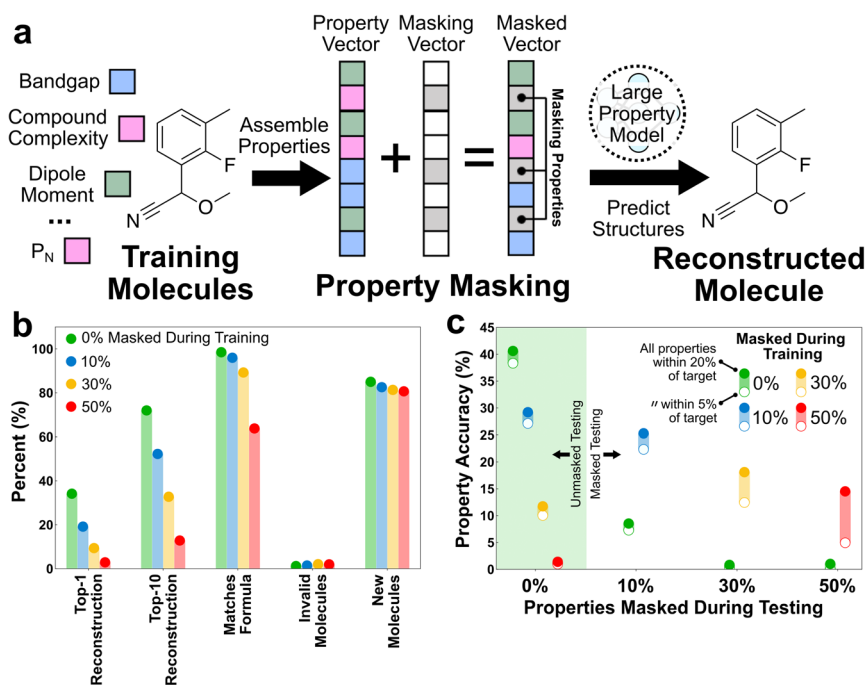 a
Bandgap
Compound
Complexity
Dipole
Moment
...
P_N
F
N
O
Training
Molecules
Assemble
Properties
Property
Vector
Masking
Vector
Masked
Vector
+
=
Masking Properties
Property Masking
Large
Property
Model
Predict
Structures
F
N
O
Reconstructed
Molecule
b
0% Masked During Training
10%
30%
50%
Percent (%)
100
80
60
40
20
0
Top-1
Reconstruction
Top-10
Reconstruction
Matches
Formula
Invalid
Molecules
New
Molecules
c
Property Accuracy (%)
45
40
35
30
25
20
15
10
5
0
All properties
within 20%
of target
" within 5%
of target
Masked During
Training
0%
30%
10%
50%
Unmasked Testing
Masked Testing
0%
10%
30%
50%
Properties Masked During Testing